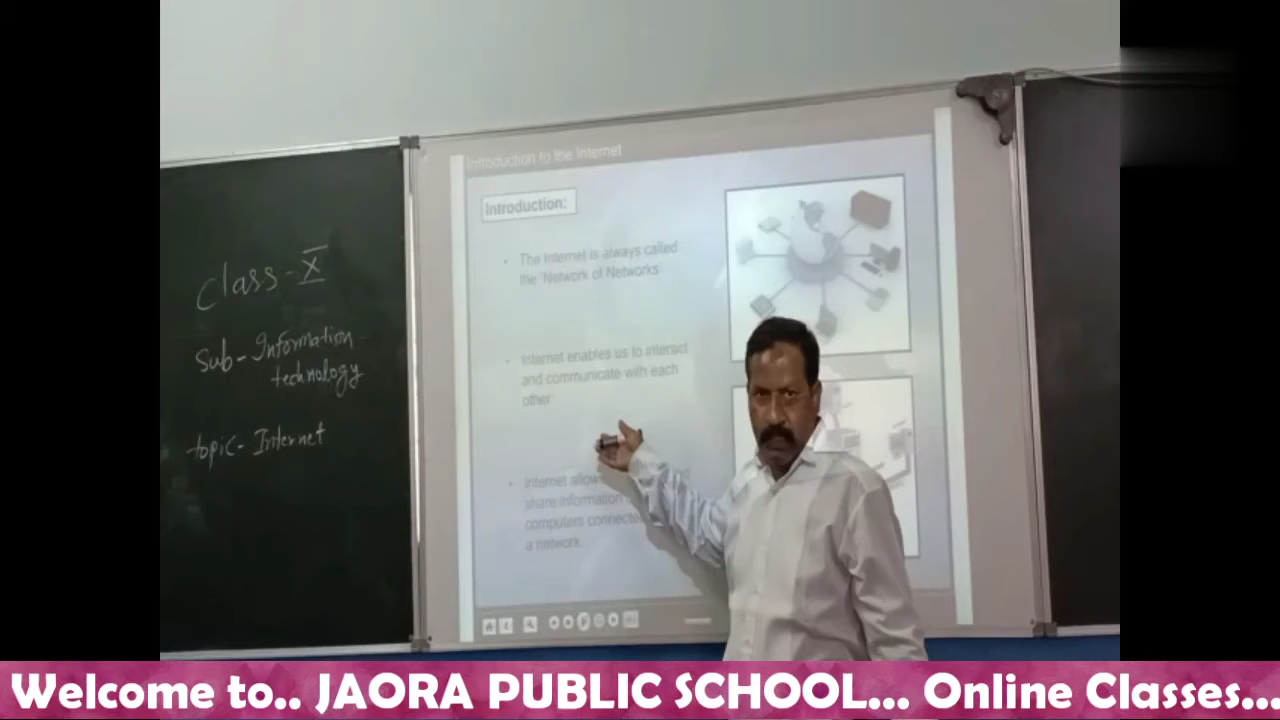 Class - X
Sub - Information
technology
topic - Internet
Introduction to the Internet
Introduction:
• The Internet is always called
the 'Network of Networks'
• Internet enables us to interact
and communicate with each
other
• Internet allow
share information
computers connecte
a network
Welcome to.. JAORA PUBLIC SCHOOL... Online Classes...